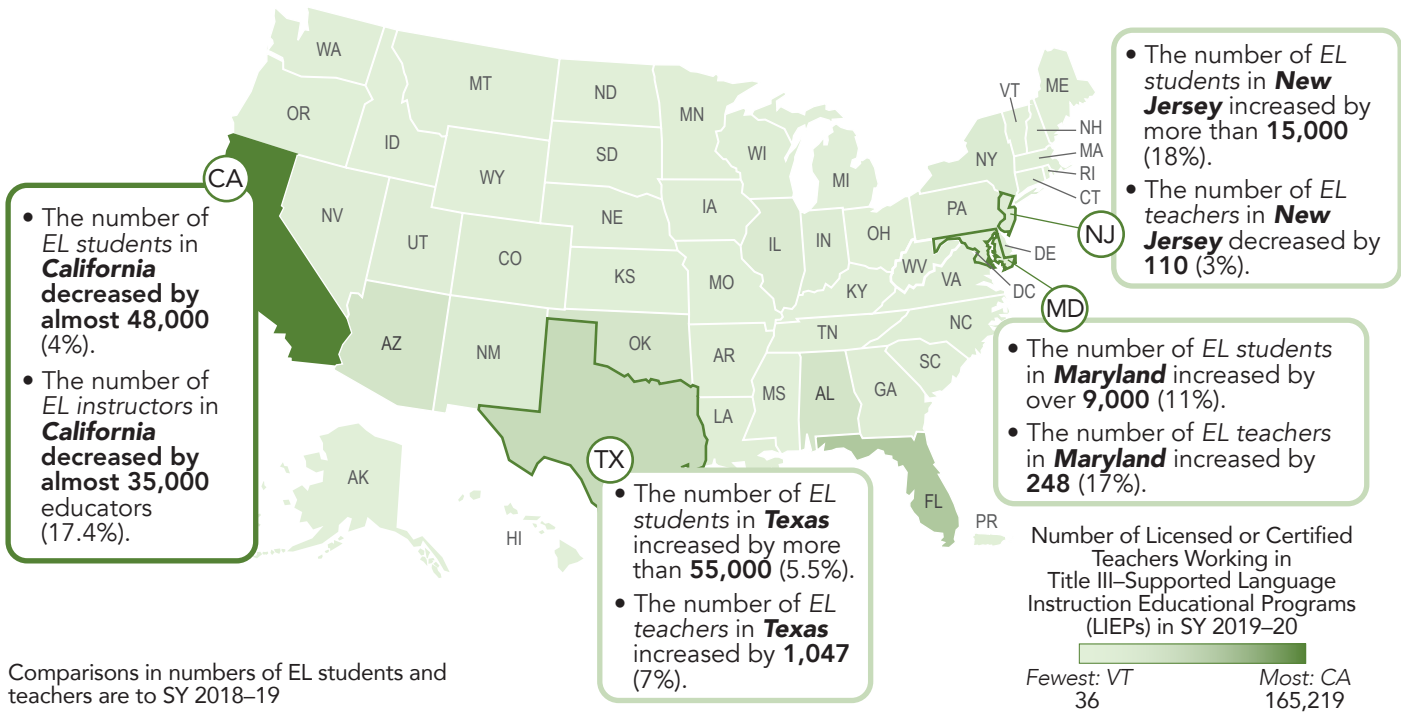 WA
OR
ID
MT
ND
MN
SD
WY
NV
UT
CO
NE
KS
IA
WI
MI
IL
IN
OH
PA
NY
VT
ME
NH
MA
RI
CT
NJ
DE
MD
DC
WV
VA
KY
MO
TN
NC
SC
GA
AL
MS
AR
LA
OK
TX
NM
AZ
CA
FL
AK
HI
PR
• The number of
EL students in
California
decreased by
almost 48,000
(4%).
• The number of
EL instructors in
California
decreased by
almost 35,000
educators
(17.4%).
• The number of EL
students in New
Jersey increased by
more than 15,000
(18%).
• The number of EL
teachers in New
Jersey decreased by
110 (3%).
• The number of EL students
in Maryland increased by
over 9,000 (11%).
• The number of EL teachers
in Maryland increased by
248 (17%).
• The number of EL
students in Texas
increased by more
than 55,000 (5.5%).
• The number of EL
teachers in Texas
increased by 1,047
(7%).
Number of Licensed or Certified
Teachers Working in
Title III–Supported Language
Instruction Educational Programs
(LIEPs) in SY 2019–20
Fewest: VT
36
Most: CA
165,219
Comparisons in numbers of EL students and
teachers are to SY 2018–19